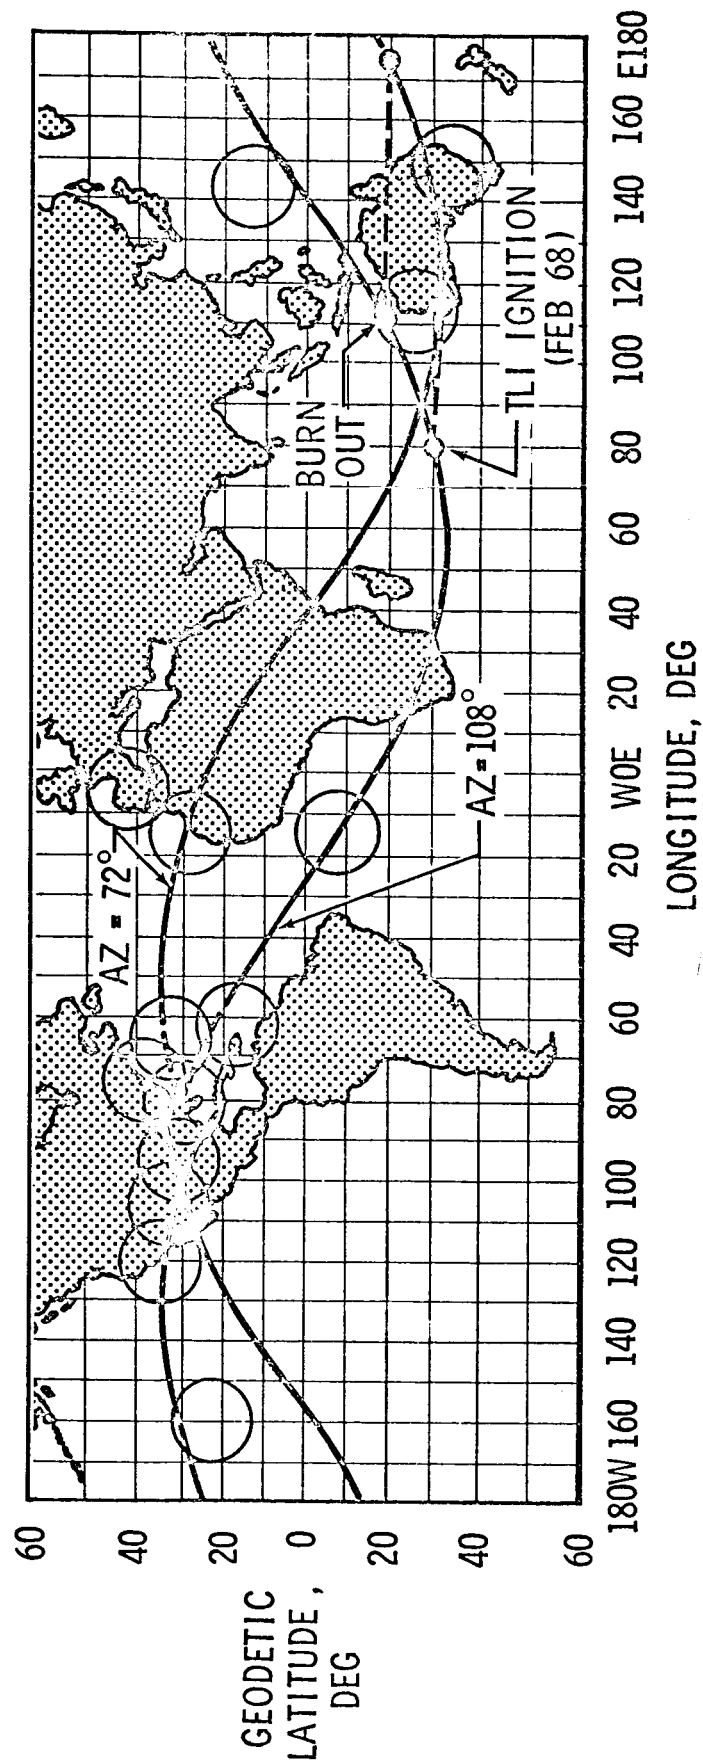 GEODETIC
LATITUDE,
DEG
60
40
20
0
20
40
60
AZ = 72°
AZ = 108°
BURN
OUT
TLI IGNITION
(FEB 68)
180W 160 140 120 100 80 60 40 20 W0E 20 40 60 80 100 120 140 160 E180
LONGITUDE, DEG